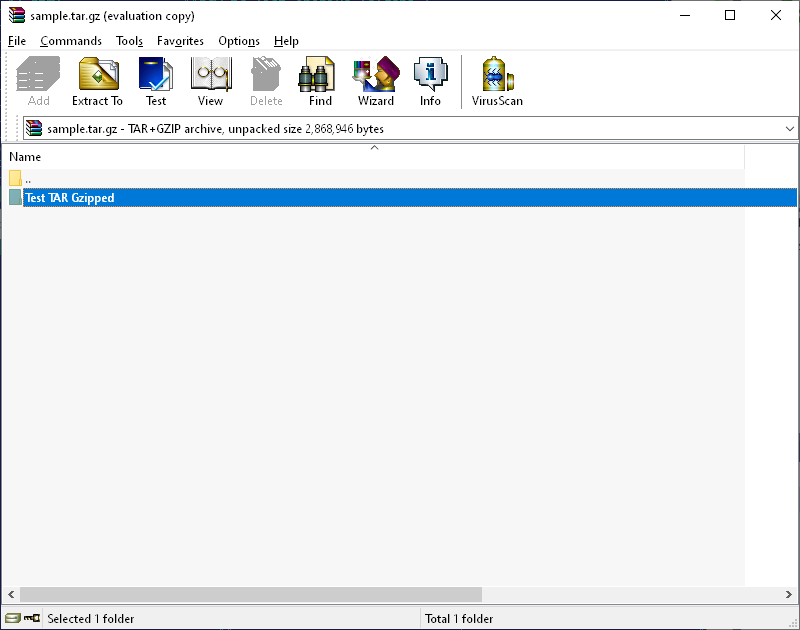 sample.tar.gz (evaluation copy)
File Commands Tools Favorites Options Help
Add Extract To Test View Delete Find Wizard Info VirusScan
sample.tar.gz - TAR+GZIP archive, unpacked size 2,868,946 bytes
Name
..
Test TAR Gzipped
Selected 1 folder Total 1 folder